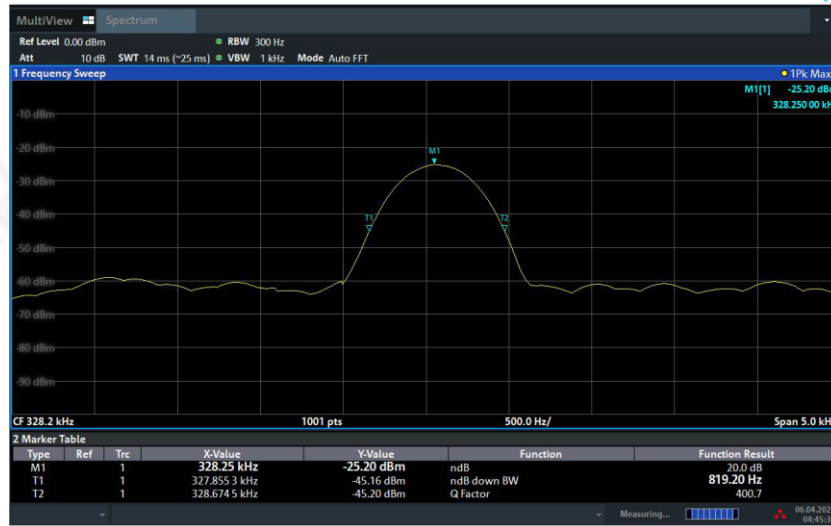 MultiView Spectrum
Ref Level 0.00 dBm RBW 300 Hz
Att 10 dB SWT 14 ms (~25 ms) VBW 1 kHz Mode Auto FFT
1 Frequency Sweep 1Pk Max
M1[1] -25.20 dB
328.250 00 kH
-10 dBm
-20 dBm
M1
-30 dBm
-40 dBm
T1 T2
-50 dBm
-60 dBm
-70 dBm
-80 dBm
-90 dBm
CF 328.2 kHz 1001 pts 500.0 Hz/ Span 5.0 kH
2 Marker Table
Type Ref Trc X-Value Y-Value Function Function Result
M1 1 328.25 kHz -25.20 dBm ndB 20.0 dB
T1 1 327.855 3 kHz -45.16 dBm ndB down BW 819.20 Hz
T2 1 328.674 5 kHz -45.20 dBm Q Factor 400.7
Measuring... 06.04.202
04:45: